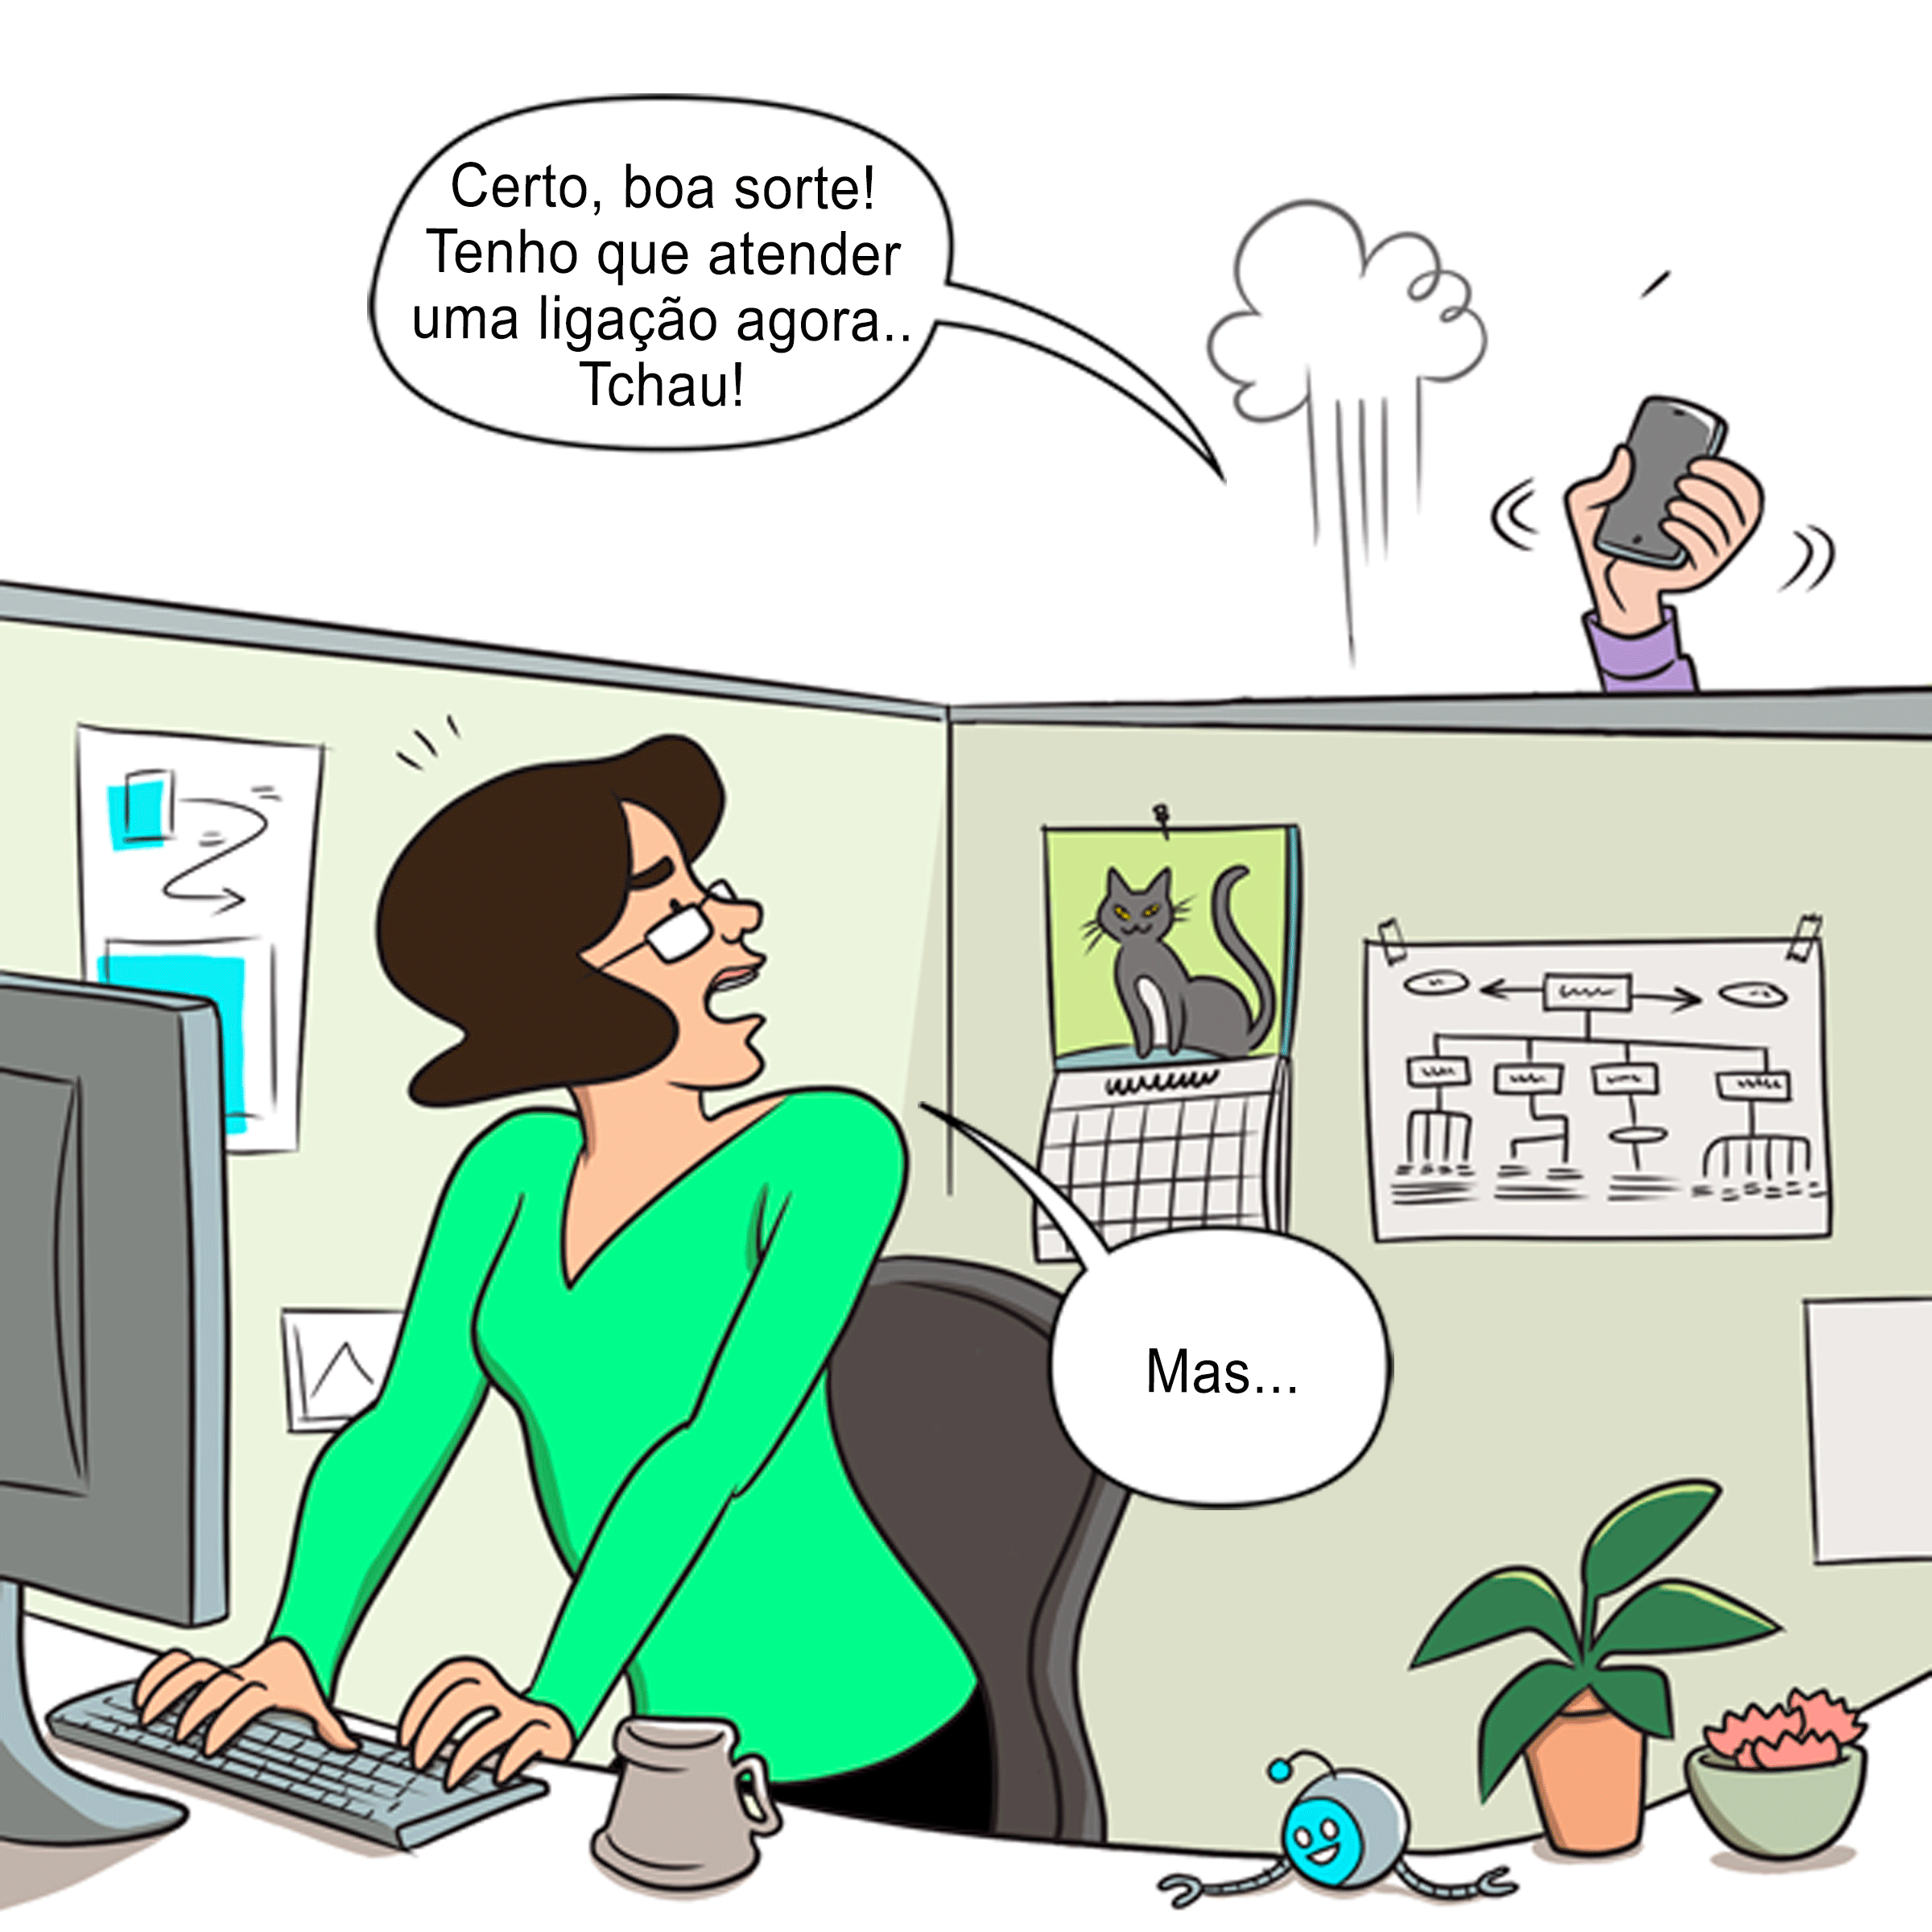 Certo, boa sorte!
Tenho que atender
uma ligação agora..
Tchau!
Mas...